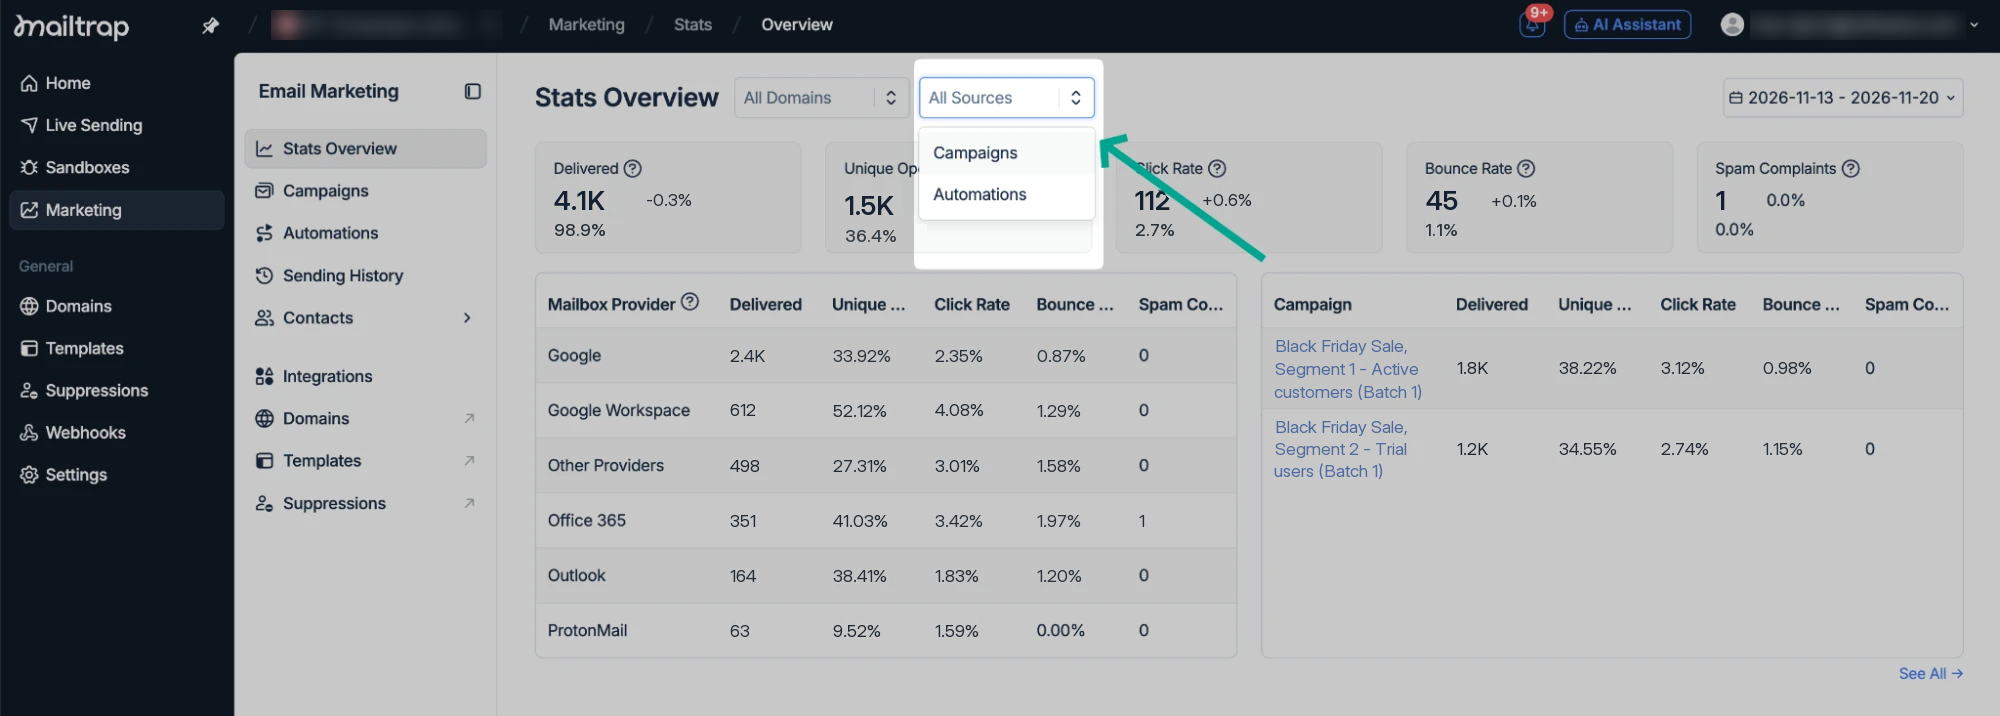 mailtrap
Marketing / Stats / Overview
9+
AI Assistant
Home
Live Sending
Sandboxes
Marketing
General
Domains
Templates
Suppressions
Webhooks
Settings
Email Marketing
Stats Overview
Campaigns
Automations
Sending History
Contacts
Integrations
Domains
Templates
Suppressions
Stats Overview
All Domains
All Sources
Campaigns
Automations
2026-11-13 - 2026-11-20
Delivered
4.1K -0.3%
98.9%
Unique Op
1.5K
36.4%
Click Rate
112 +0.6%
2.7%
Bounce Rate
45 +0.1%
1.1%
Spam Complaints
1 0.0%
0.0%
Mailbox Provider Delivered Unique ... Click Rate Bounce ... Spam Co...
Google 2.4K 33.92% 2.35% 0.87% 0
Google Workspace 612 52.12% 4.08% 1.29% 0
Other Providers 498 27.31% 3.01% 1.58% 0
Office 365 351 41.03% 3.42% 1.97% 1
Outlook 164 38.41% 1.83% 1.20% 0
ProtonMail 63 9.52% 1.59% 0.00% 0
Campaign Delivered Unique ... Click Rate Bounce ... Spam Co...
Black Friday Sale,
Segment 1 - Active
customers (Batch 1)
1.8K 38.22% 3.12% 0.98% 0
Black Friday Sale,
Segment 2 - Trial
users (Batch 1)
1.2K 34.55% 2.74% 1.15% 0
See All →